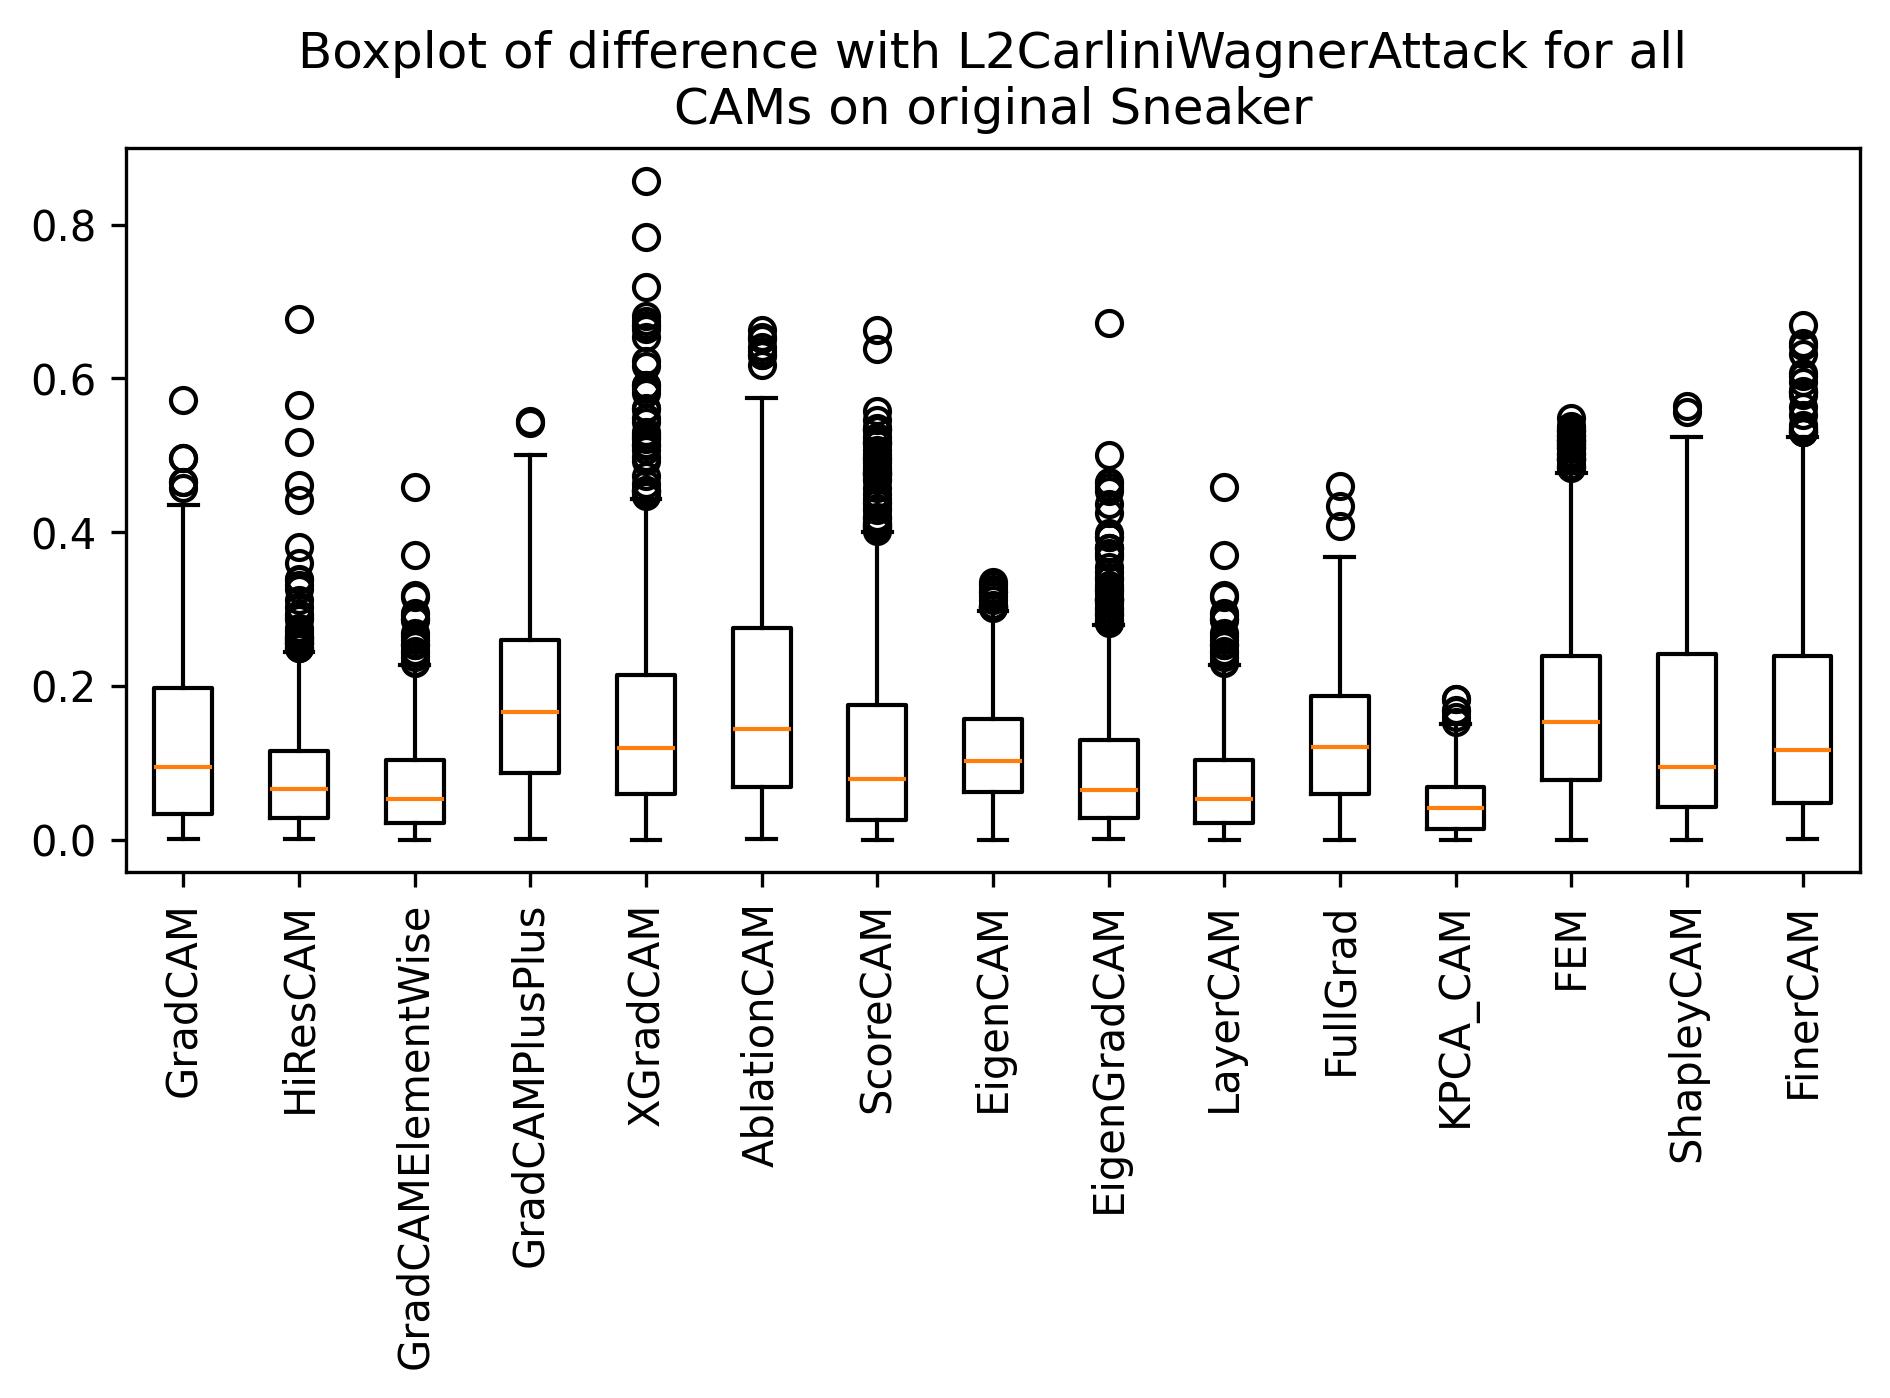 Boxplot of difference with L2CarliniWagnerAttack for all
CAMs on original Sneaker
0.8
0.6
0.4
0.2
0.0
GradCAM
HiResCAM
GradCAMElementWise
GradCAMPlusPlus
XGradCAM
AblationCAM
ScoreCAM
EigenCAM
EigenGradCAM
LayerCAM
FullGrad
KPCA_CAM
FEM
ShapleyCAM
FinerCAM